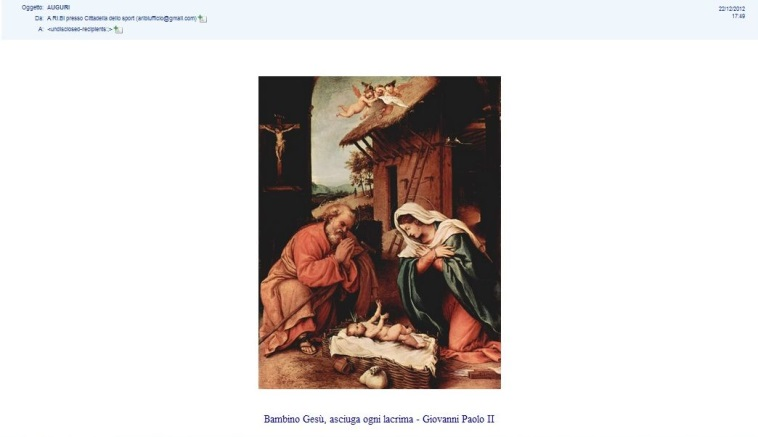 Oggetto: AUGURI
Da: A.RI.BI presso Cittadella dello sport (aribiufficio@gmail.com)
A: <undisclosed-recipients:>
22/12/2012
17:49
Bambino Gesù, asciuga ogni lacrima - Giovanni Paolo II